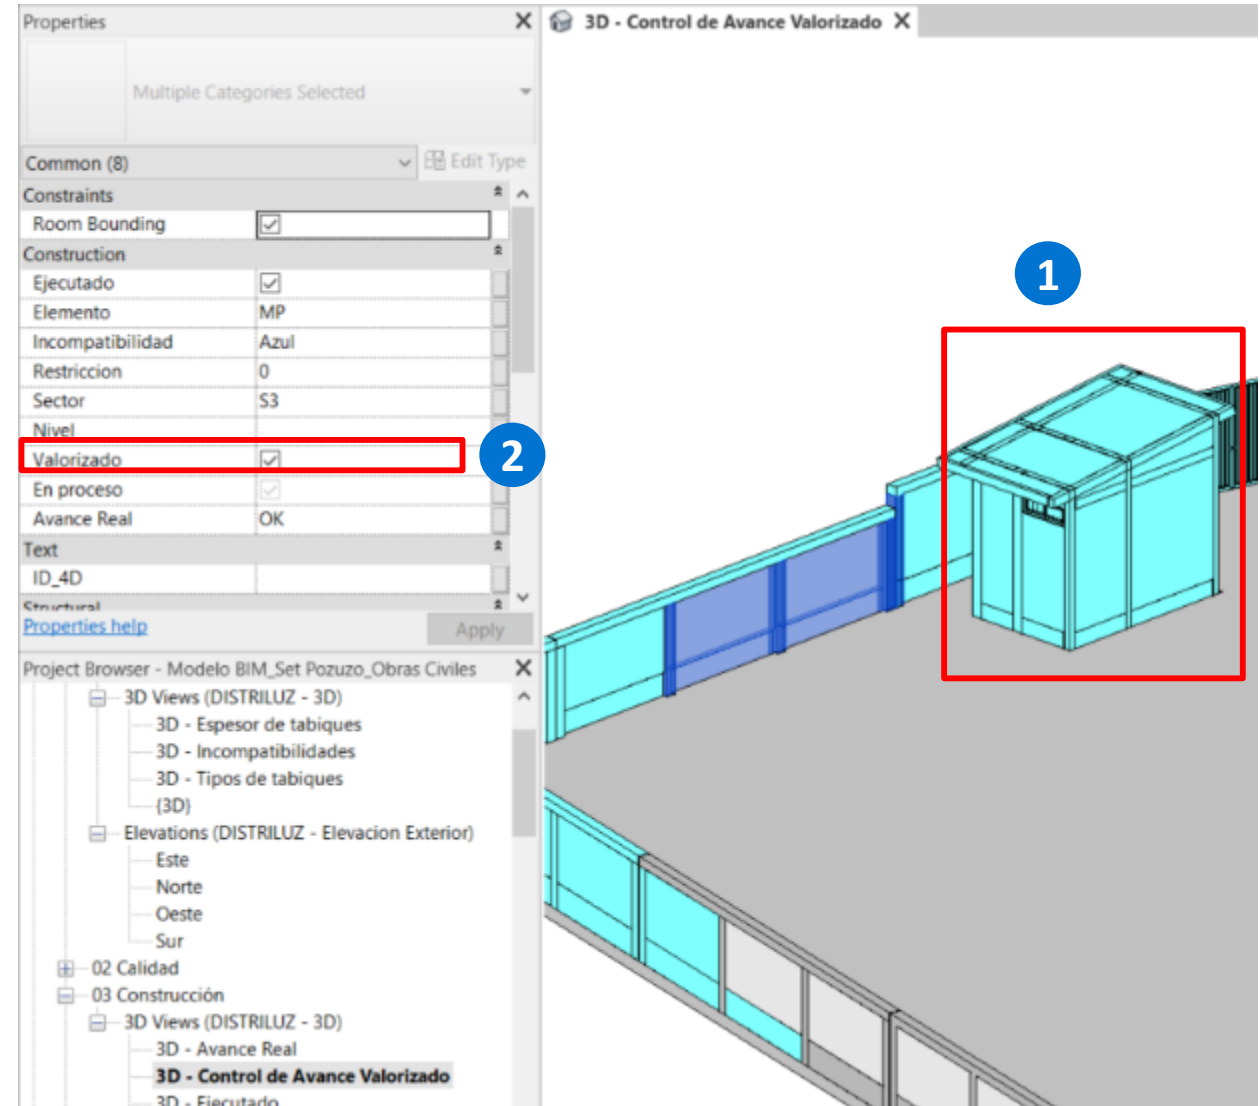 Properties
3D - Control de Avance Valorizado
Multiple Categories Selected
Common (8)
Edit Type
Constraints
Room Bounding
Construction
Ejecutado
Elemento MP
Incompatibilidad Azul
Restriccion 0
Sector S3
Nivel
Valorizado
En proceso
Avance Real OK
Text
ID_4D
Structural
Properties help
Apply
1
2
Project Browser - Modelo BIM_Set Pozuzo_Obras Civiles
3D Views (DISTRILUZ - 3D)
3D - Espesor de tabiques
3D - Incompatibilidades
3D - Tipos de tabiques
{3D}
Elevations (DISTRILUZ - Elevacion Exterior)
Este
Norte
Oeste
Sur
02 Calidad
03 Construcción
3D Views (DISTRILUZ - 3D)
3D - Avance Real
3D - Control de Avance Valorizado
3D - Ejecutado